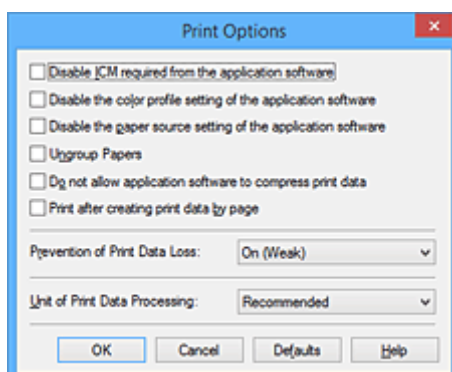 Print Options
Disable ICM required from the application software
Disable the color profile setting of the application software
Disable the paper source setting of the application software
Ungroup Papers
Do not allow application software to compress print data
Print after creating print data by page
Prevention of Print Data Loss: On (Weak)
Unit of Print Data Processing: Recommended
OK Cancel Defaults Help